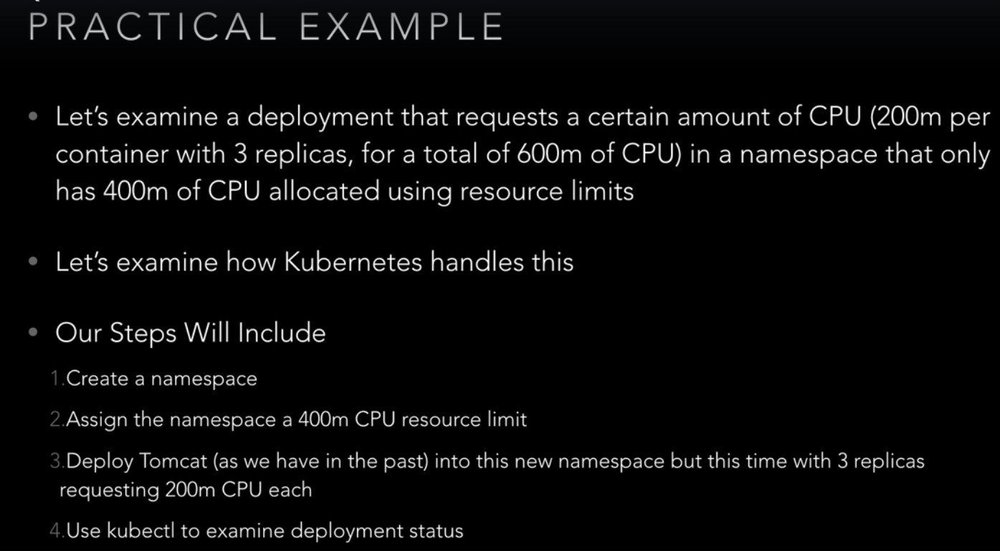 PRACTICAL EXAMPLE
• Let’s examine a deployment that requests a certain amount of CPU (200m per
container with 3 replicas, for a total of 600m of CPU) in a namespace that only
has 400m of CPU allocated using resource limits
• Let’s examine how Kubernetes handles this
• Our Steps Will Include
1.Create a namespace
2.Assign the namespace a 400m CPU resource limit
3.Deploy Tomcat (as we have in the past) into this new namespace but this time with 3 replicas
requesting 200m CPU each
4.Use kubectl to examine deployment status